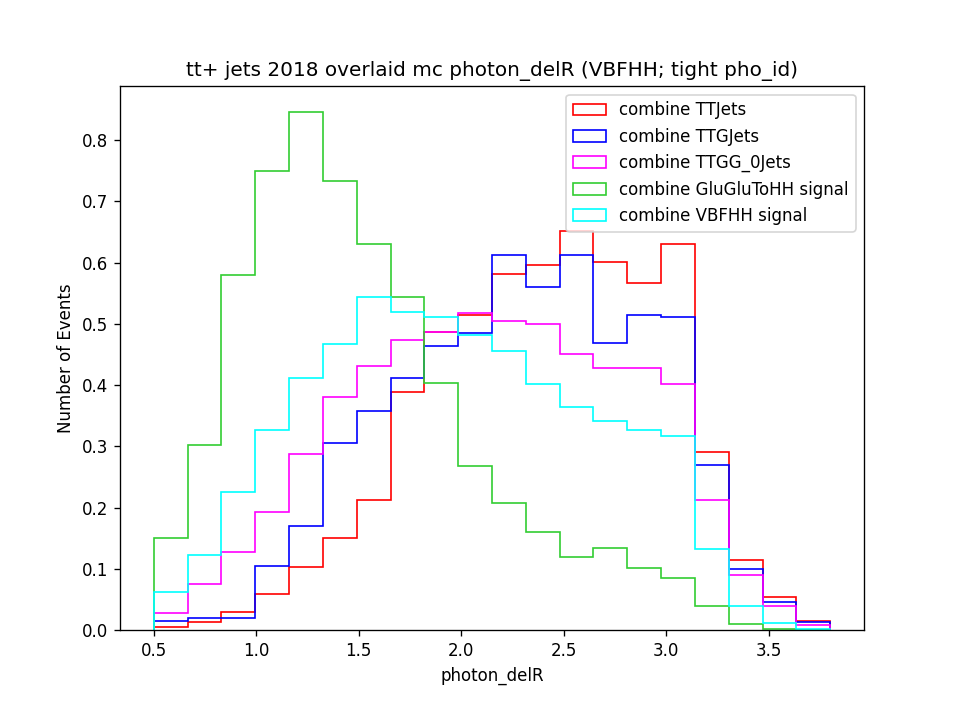 tt+ jets 2018 overlaid mc photon_delR (VBFHH; tight pho_id)
combine TTJets
combine TTGJets
combine TTGG_0Jets
combine GluGluToHH signal
combine VBFHH signal
Number of Events
0.8
0.7
0.6
0.5
0.4
0.3
0.2
0.1
0.0
0.5 1.0 1.5 2.0 2.5 3.0 3.5
photon_delR